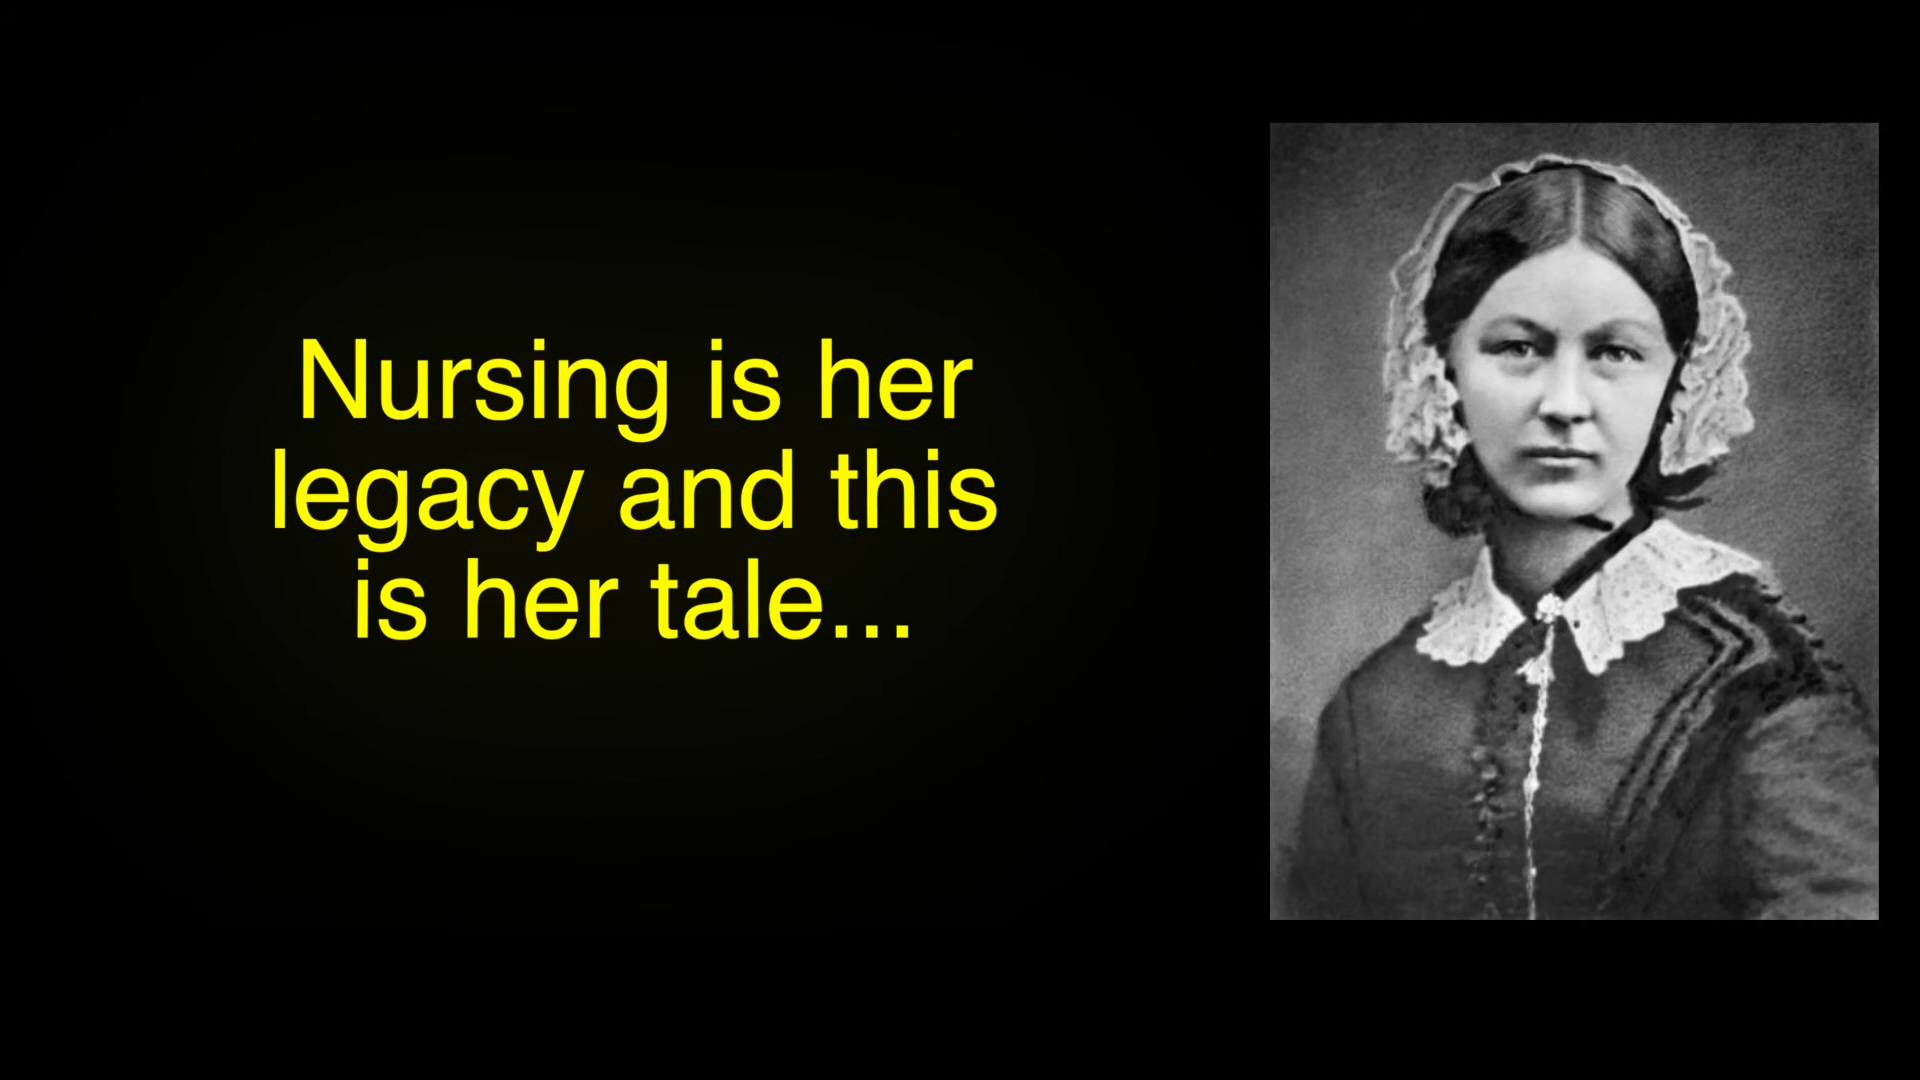 Nursing is her
legacy and this
is her tale...